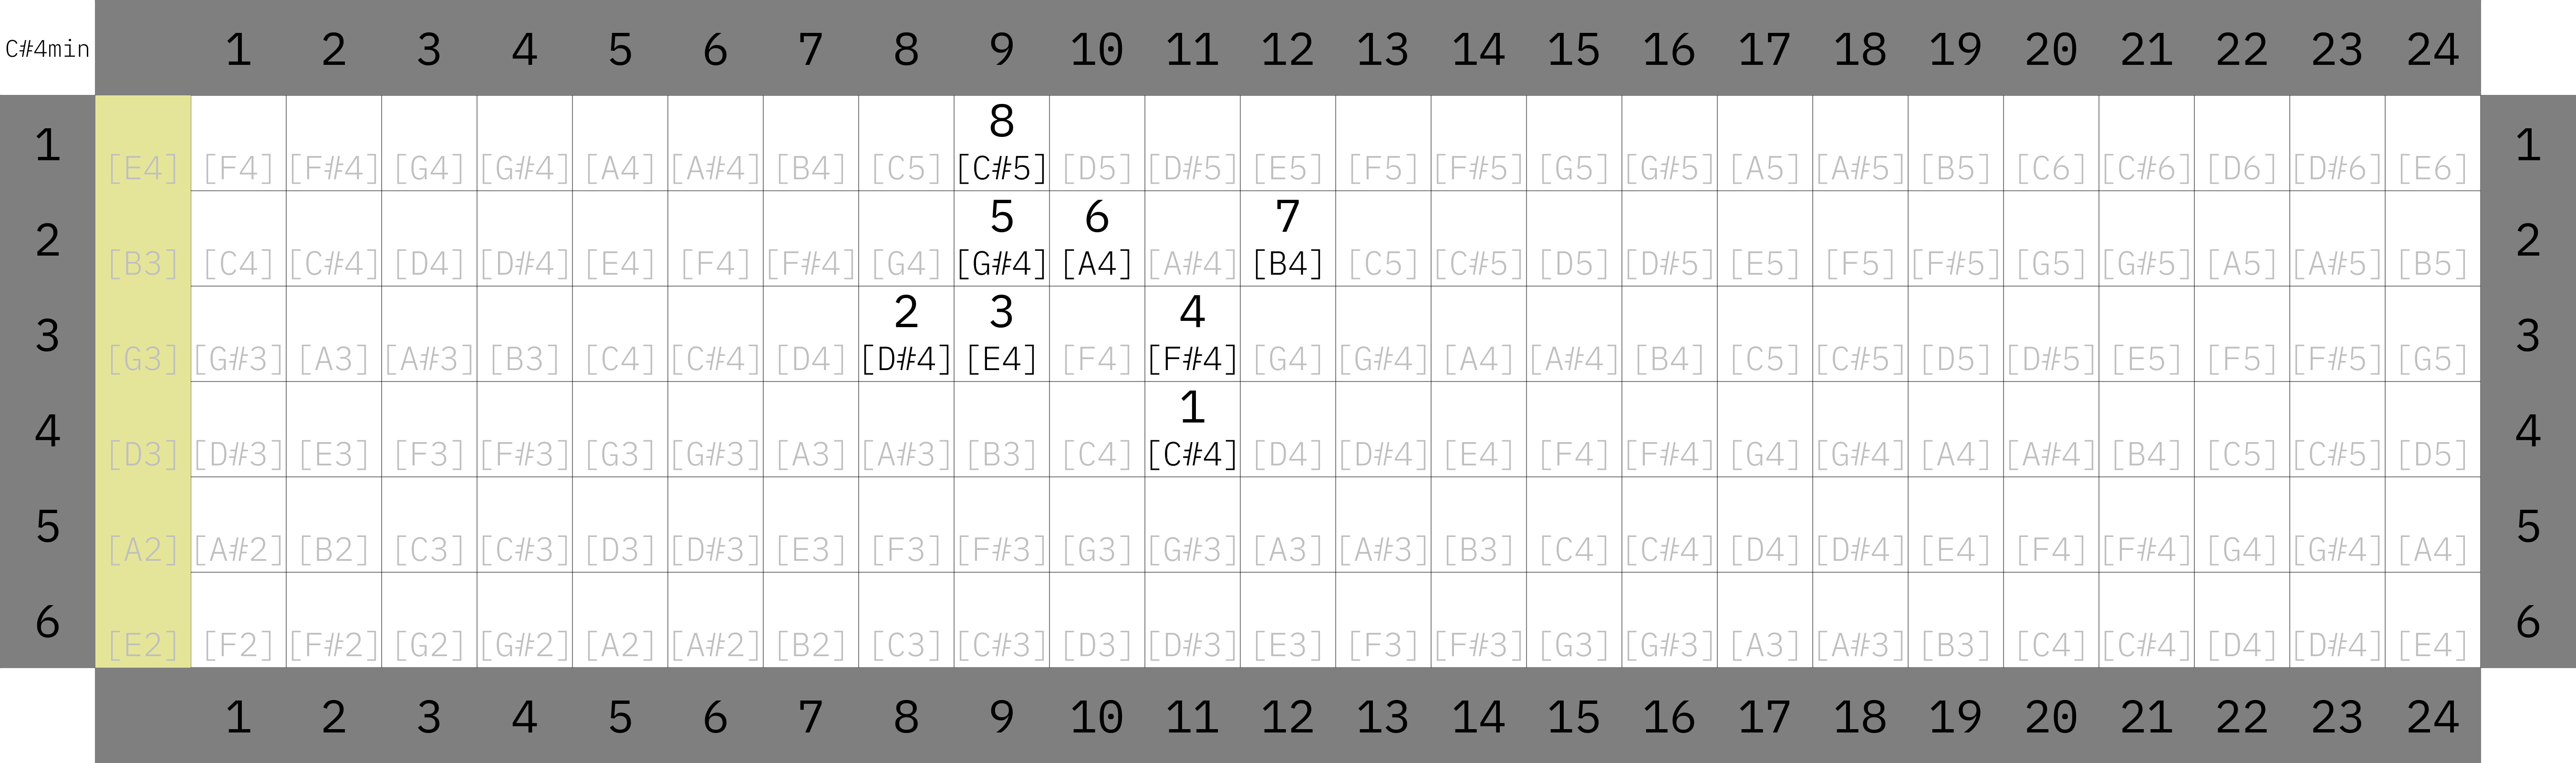 C#4min 1 2 3 4 5 6 7 8 9 10 11 12 13 14 15 16 17 18 19 20 21 22 23 24
8
1 [E4] [F4] [F#4] [G4] [G#4] [A4] [A#4] [B4] [C5] [C#5] [D5] [D#5] [E5] [F5] [F#5] [G5] [G#5] [A5] [A#5] [B5] [C6] [C#6] [D6] [D#6] [E6] 1
5 6 7
2 [B3] [C4] [C#4] [D4] [D#4] [E4] [F4] [F#4] [G4] [G#4] [A4] [A#4] [B4] [C5] [C#5] [D5] [D#5] [E5] [F5] [F#5] [G5] [G#5] [A5] [A#5] [B5] 2
2 3 4
3 [G3] [G#3] [A3] [A#3] [B3] [C4] [C#4] [D4] [D#4] [E4] [F4] [F#4] [G4] [G#4] [A4] [A#4] [B4] [C5] [C#5] [D5] [D#5] [E5] [F5] [F#5] [G5] 3
1
4 [D3] [D#3] [E3] [F3] [F#3] [G3] [G#3] [A3] [A#3] [B3] [C4] [C#4] [D4] [D#4] [E4] [F4] [F#4] [G4] [G#4] [A4] [A#4] [B4] [C5] [C#5] [D5] 4
5 [A2] [A#2] [B2] [C3] [C#3] [D3] [D#3] [E3] [F3] [F#3] [G3] [G#3] [A3] [A#3] [B3] [C4] [C#4] [D4] [D#4] [E4] [F4] [F#4] [G4] [G#4] [A4] 5
6 [E2] [F2] [F#2] [G2] [G#2] [A2] [A#2] [B2] [C3] [C#3] [D3] [D#3] [E3] [F3] [F#3] [G3] [G#3] [A3] [A#3] [B3] [C4] [C#4] [D4] [D#4] [E4] 6
1 2 3 4 5 6 7 8 9 10 11 12 13 14 15 16 17 18 19 20 21 22 23 24